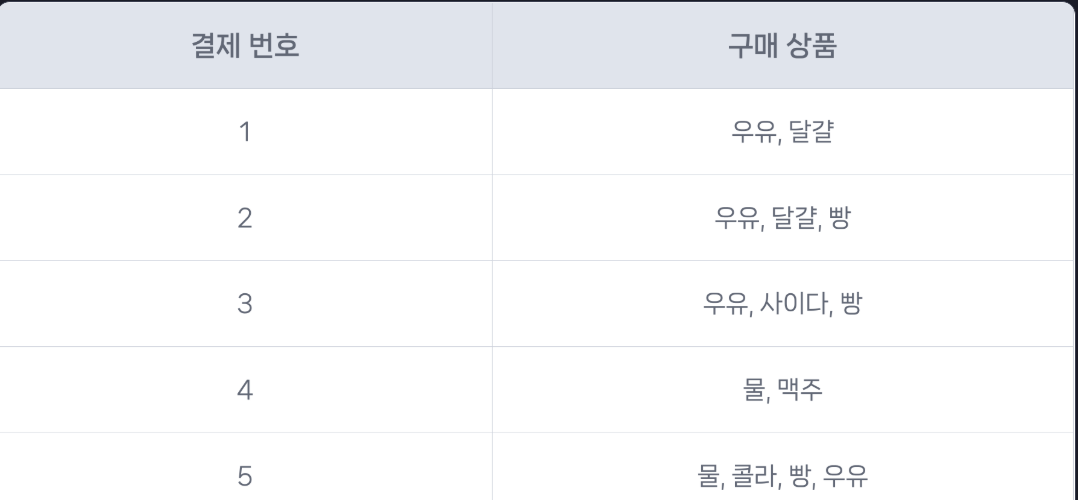 결제 번호 구매 상품
1 우유, 달걀
2 우유, 달걀, 빵
3 우유, 사이다, 빵
4 물, 맥주
5 물, 콜라, 빵, 우유